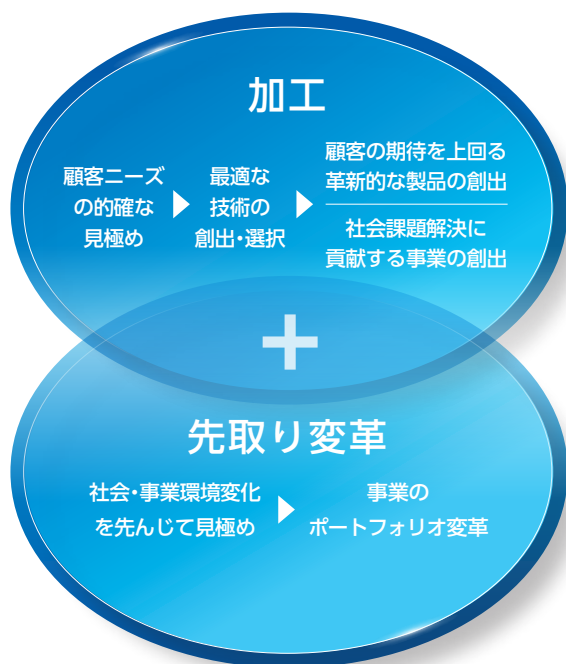 加工
顧客ニーズ
の的確な
見極め
最適な
技術の
創出・選択
顧客の期待を上回る
革新的な製品の創出
社会課題解決に
貢献する事業の創出
+
先取り変革
社会・事業環境変化
を先んじて見極め
事業の
ポートフォリオ変革